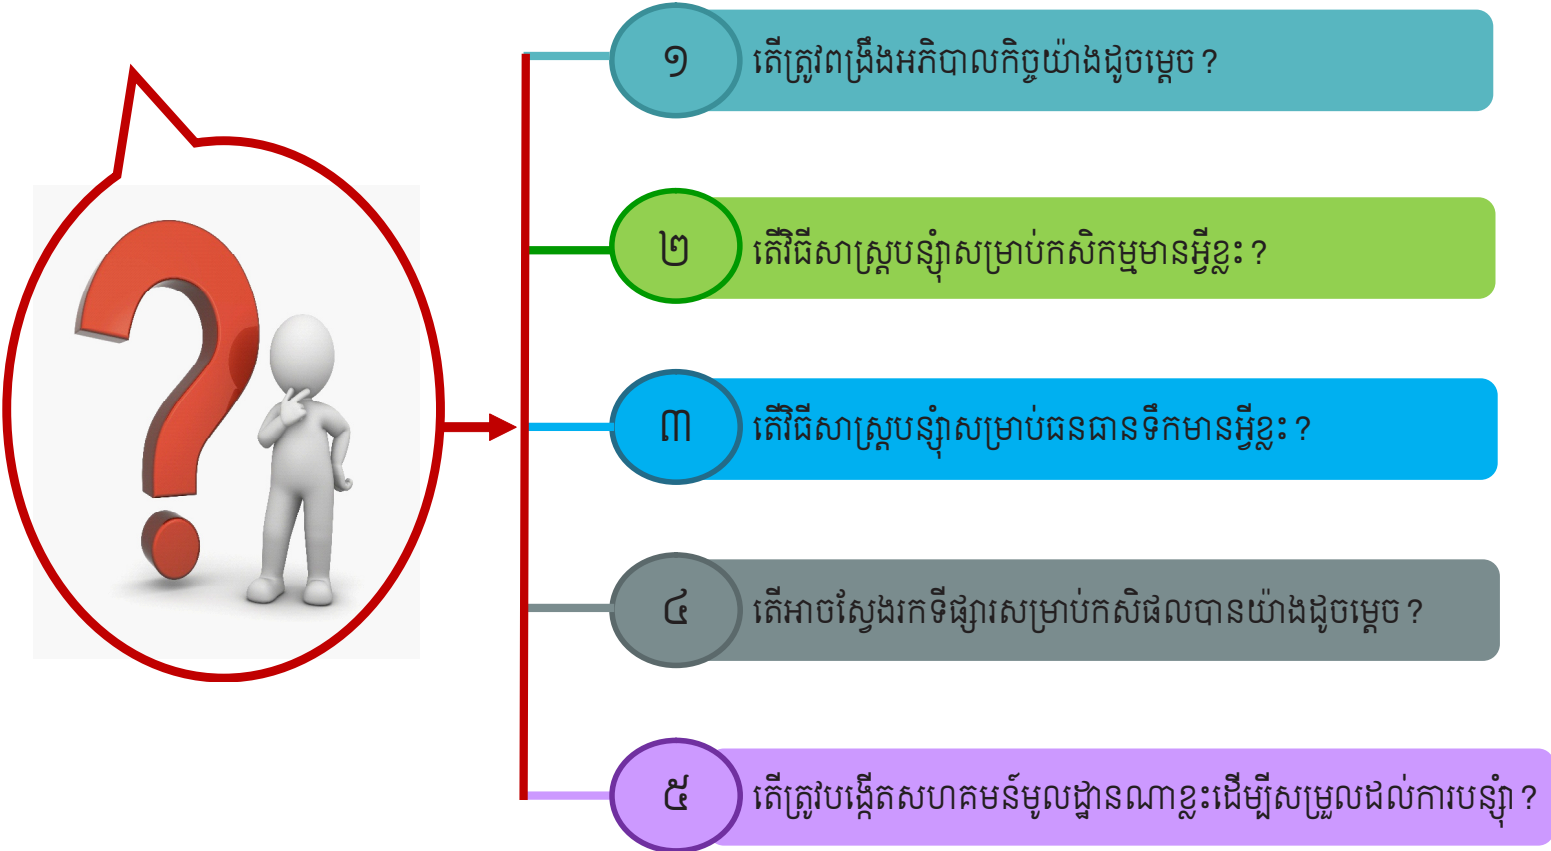 ១ តើត្រូវពង្រឹងអភិបាលកិច្ចយ៉ាងដូចម្តេច ?
២ តើវិធីសាស្ត្របន្ស៊ាំសម្រាប់កសិកម្មមានអ្វីខ្លះ ?
៣ តើវិធីសាស្ត្របន្ស៊ាំសម្រាប់ធនធានទឹកមានអ្វីខ្លះ ?
៤ តើអាចស្វែងរកទីផ្សារសម្រាប់កសិផលបានយ៉ាងដូចម្តេច ?
៥ តើត្រូវបង្កើតសហគមន៍មូលដ្ឋានណាខ្លះដើម្បីសម្រួលដល់ការបន្ស៊ាំ ?